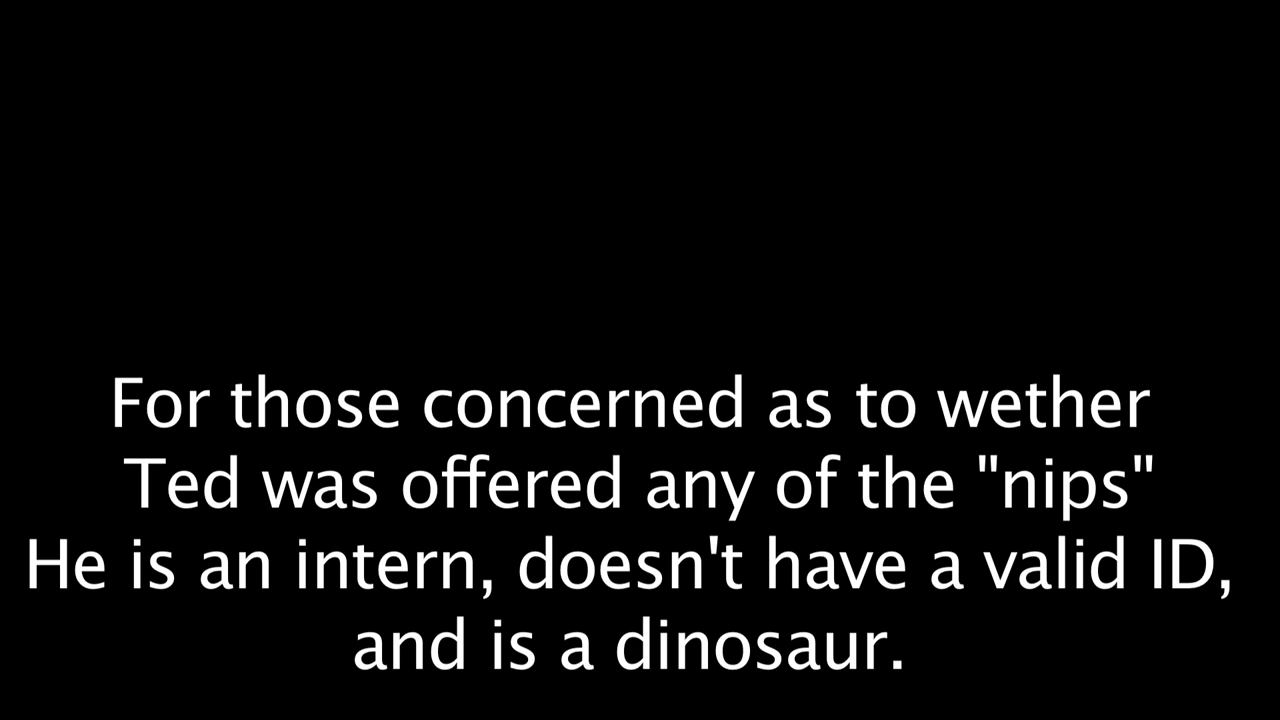 For those concerned as to wether
Ted was offered any of the "nips"
He is an intern, doesn't have a valid ID,
and is a dinosaur.